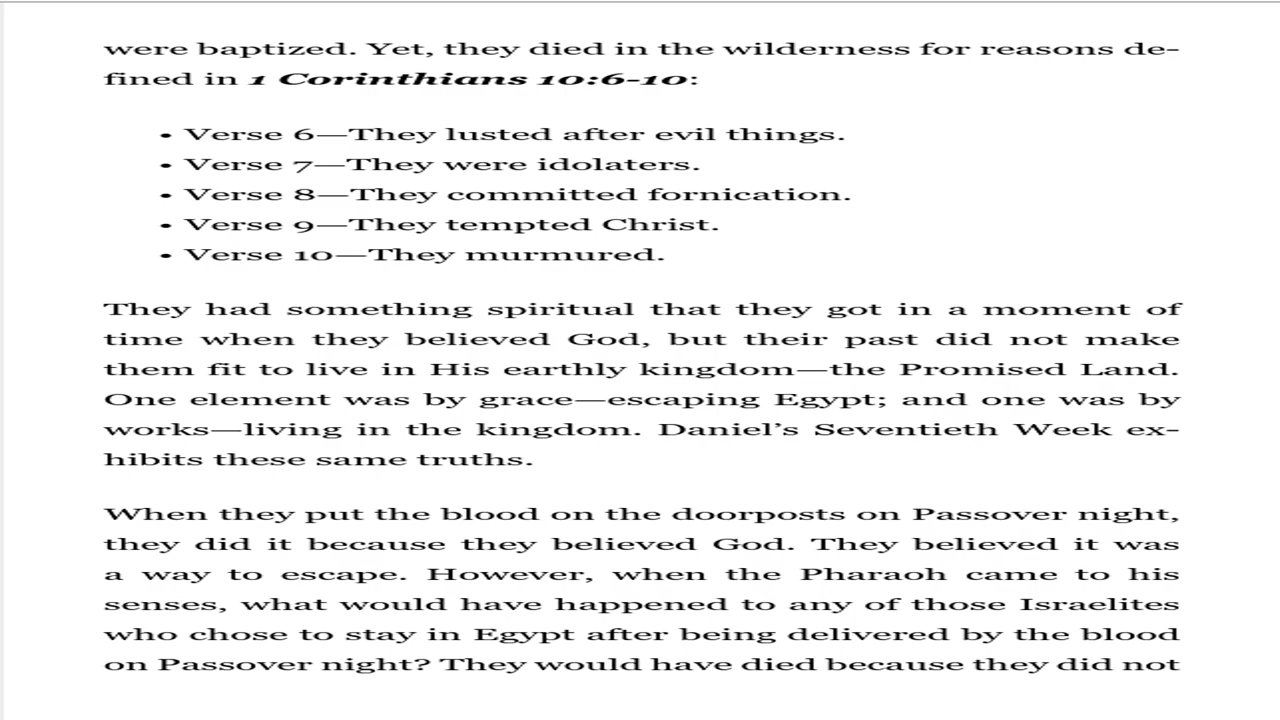 were baptized. Yet, they died in the wilderness for reasons de-
fined in 1 Corinthians 10:6-10:
• Verse 6—They lusted after evil things.
• Verse 7—They were idolaters.
• Verse 8—They committed fornication.
• Verse 9—They tempted Christ.
• Verse 10—They murmured.
They had something spiritual that they got in a moment of
time when they believed God, but their past did not make
them fit to live in His earthly kingdom—the Promised Land.
One element was by grace—escaping Egypt; and one was by
works—living in the kingdom. Daniel’s Seventieth Week ex-
hibits these same truths.
When they put the blood on the doorposts on Passover night,
they did it because they believed God. They believed it was
a way to escape. However, when the Pharaoh came to his
senses, what would have happened to any of those Israelites
who chose to stay in Egypt after being delivered by the blood
on Passover night? They would have died because they did not